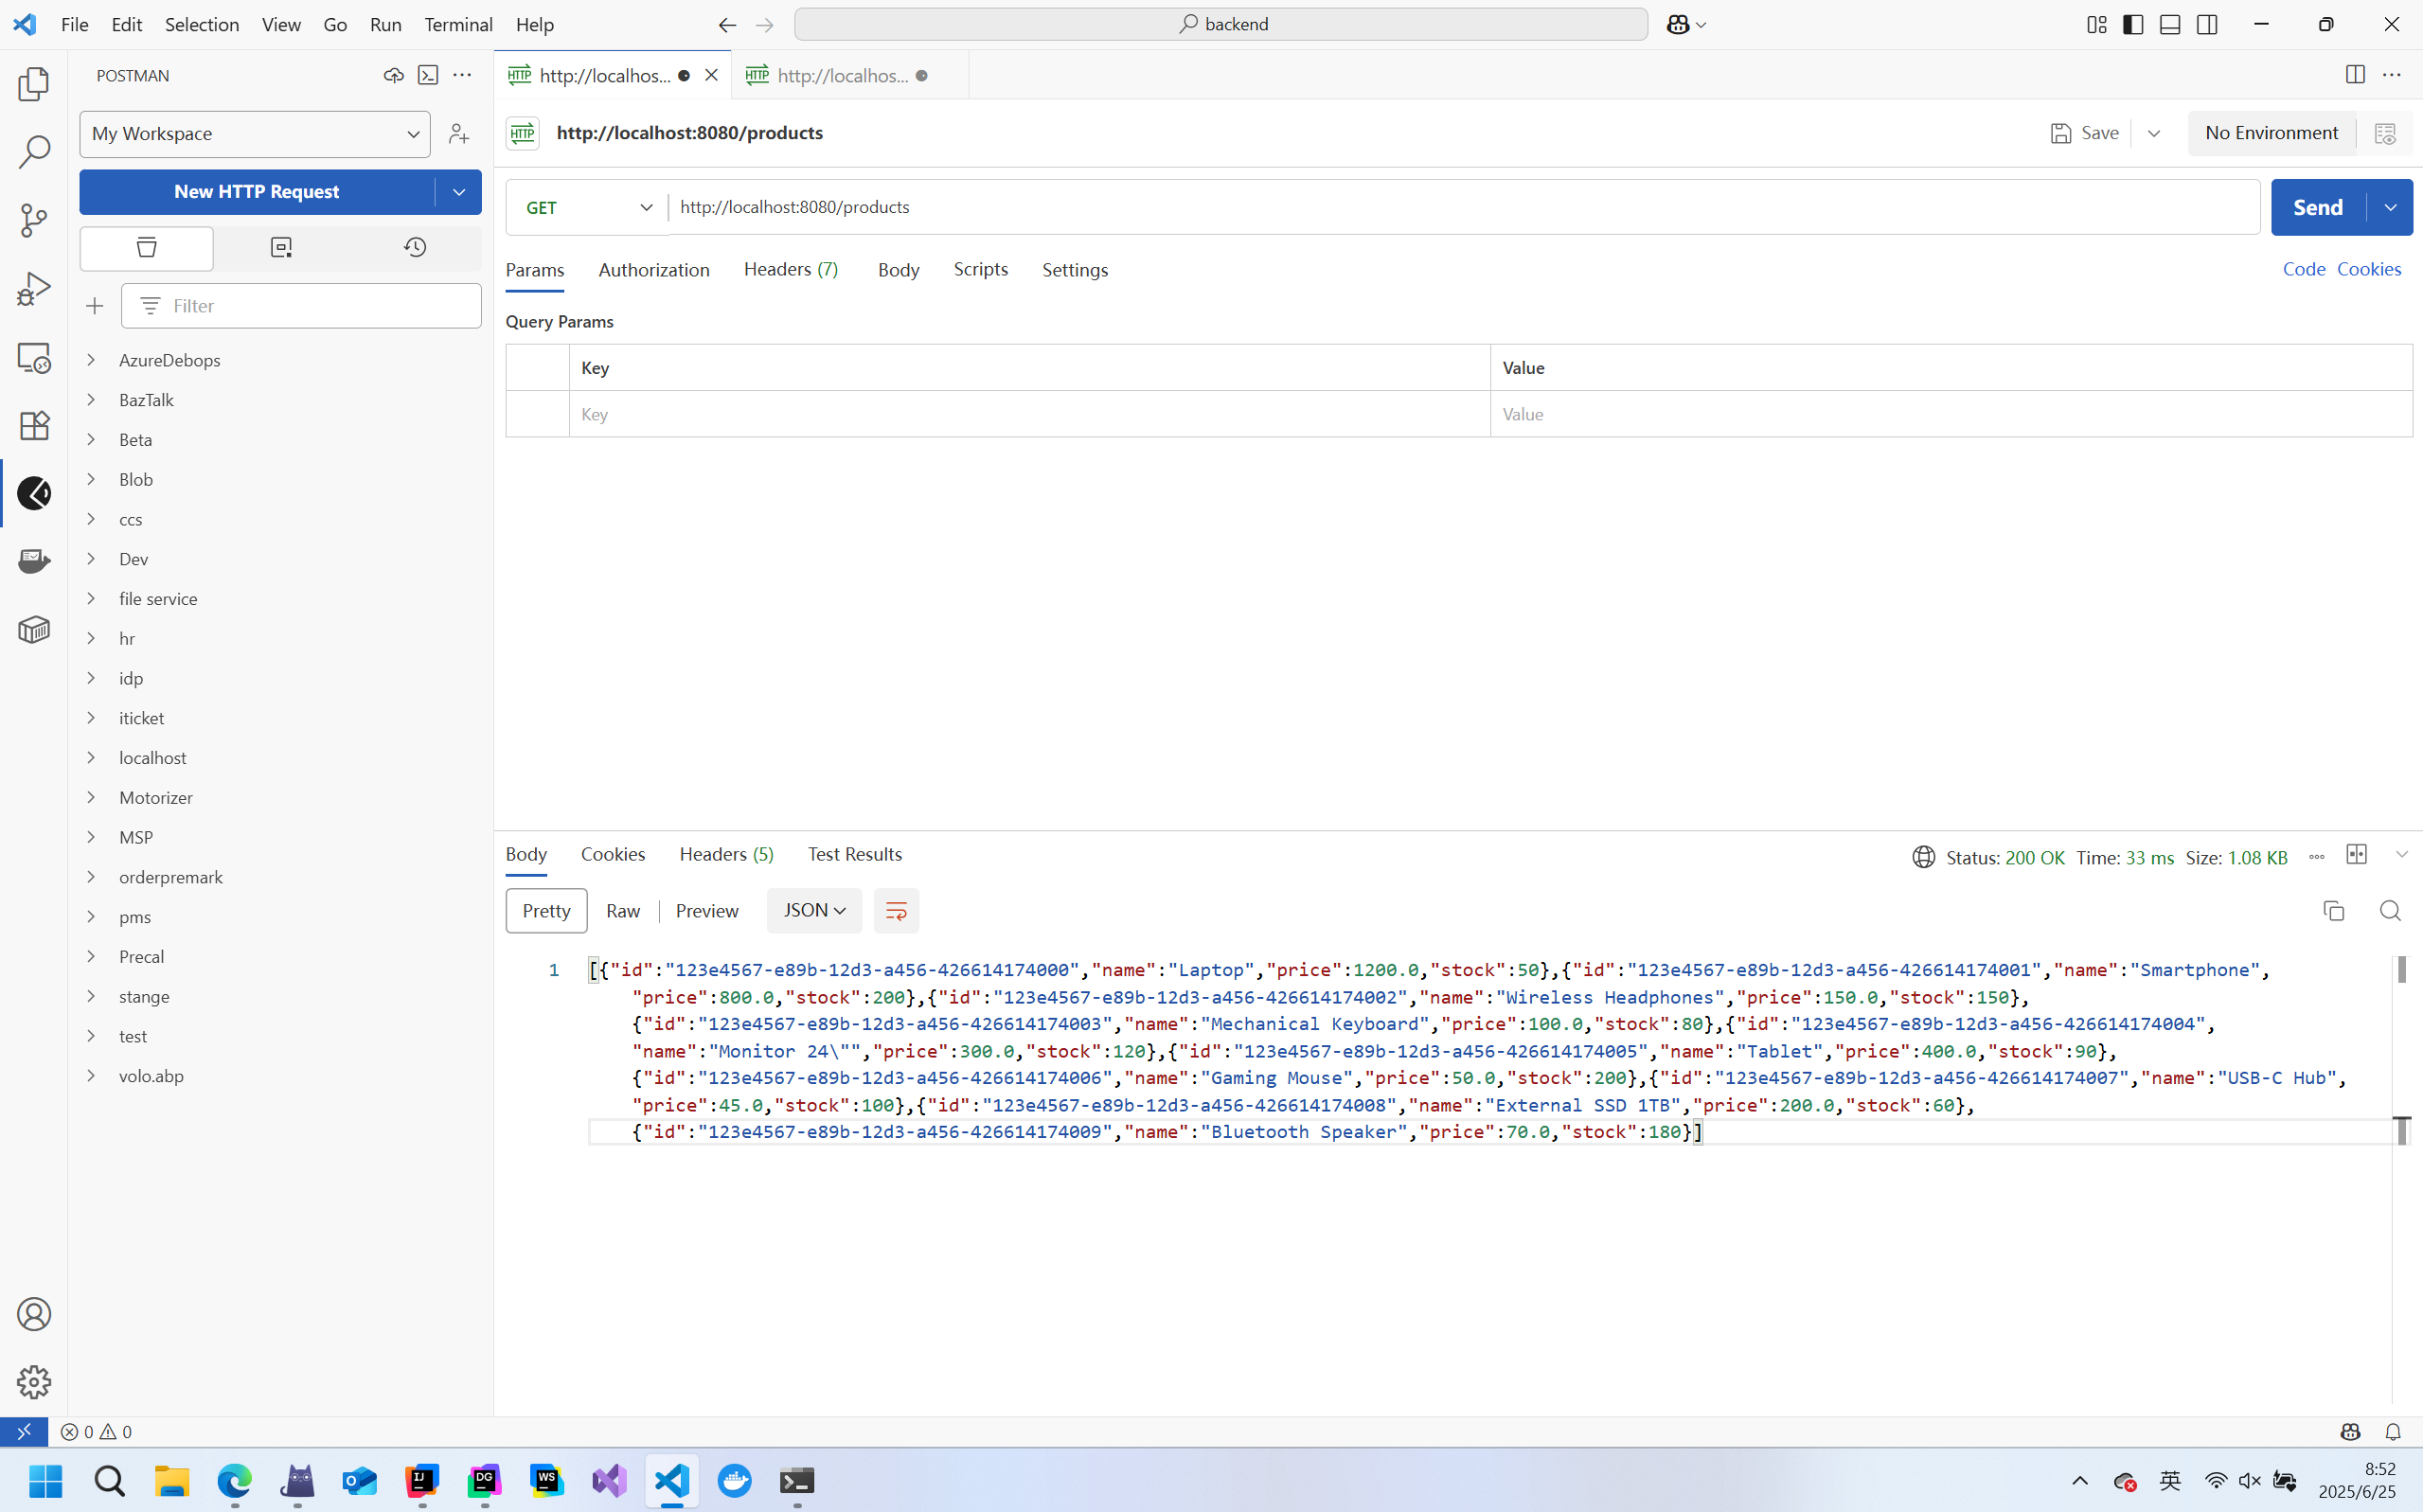 File Edit Selection View Go Run Terminal Help
backend
POSTMAN
http://localhos...
http://localhos...
My Workspace
HTTP
http://localhost:8080/products
Save
No Environment
New HTTP Request
GET
http://localhost:8080/products
Send
Params Authorization Headers (7) Body Scripts Settings
Code Cookies
Filter
Query Params
Key Value
Key Value
AzureDebops
BazTalk
Beta
Blob
ccs
Dev
file service
hr
idp
iticket
localhost
Motorizer
MSP
orderpremark
pms
Precal
stange
test
volo.abp
Body Cookies Headers (5) Test Results
Status: 200 OK Time: 33 ms Size: 1.08 KB
Pretty Raw Preview JSON
1 [{"id":"123e4567-e89b-12d3-a456-426614174000","name":"Laptop","price":1200.0,"stock":50},{"id":"123e4567-e89b-12d3-a456-426614174001","name":"Smartphone",
"price":800.0,"stock":200},{"id":"123e4567-e89b-12d3-a456-426614174002","name":"Wireless Headphones","price":150.0,"stock":150},
{"id":"123e4567-e89b-12d3-a456-426614174003","name":"Mechanical Keyboard","price":100.0,"stock":80},{"id":"123e4567-e89b-12d3-a456-426614174004",
"name":"Monitor 24\"","price":300.0,"stock":120},{"id":"123e4567-e89b-12d3-a456-426614174005","name":"Tablet","price":400.0,"stock":90},
{"id":"123e4567-e89b-12d3-a456-426614174006","name":"Gaming Mouse","price":50.0,"stock":200},{"id":"123e4567-e89b-12d3-a456-426614174007","name":"USB-C Hub",
"price":45.0,"stock":100},{"id":"123e4567-e89b-12d3-a456-426614174008","name":"External SSD 1TB","price":200.0,"stock":60},
{"id":"123e4567-e89b-12d3-a456-426614174009","name":"Bluetooth Speaker","price":70.0,"stock":180}]
0 0
IJ DG WS
英
8:52
2025/6/25